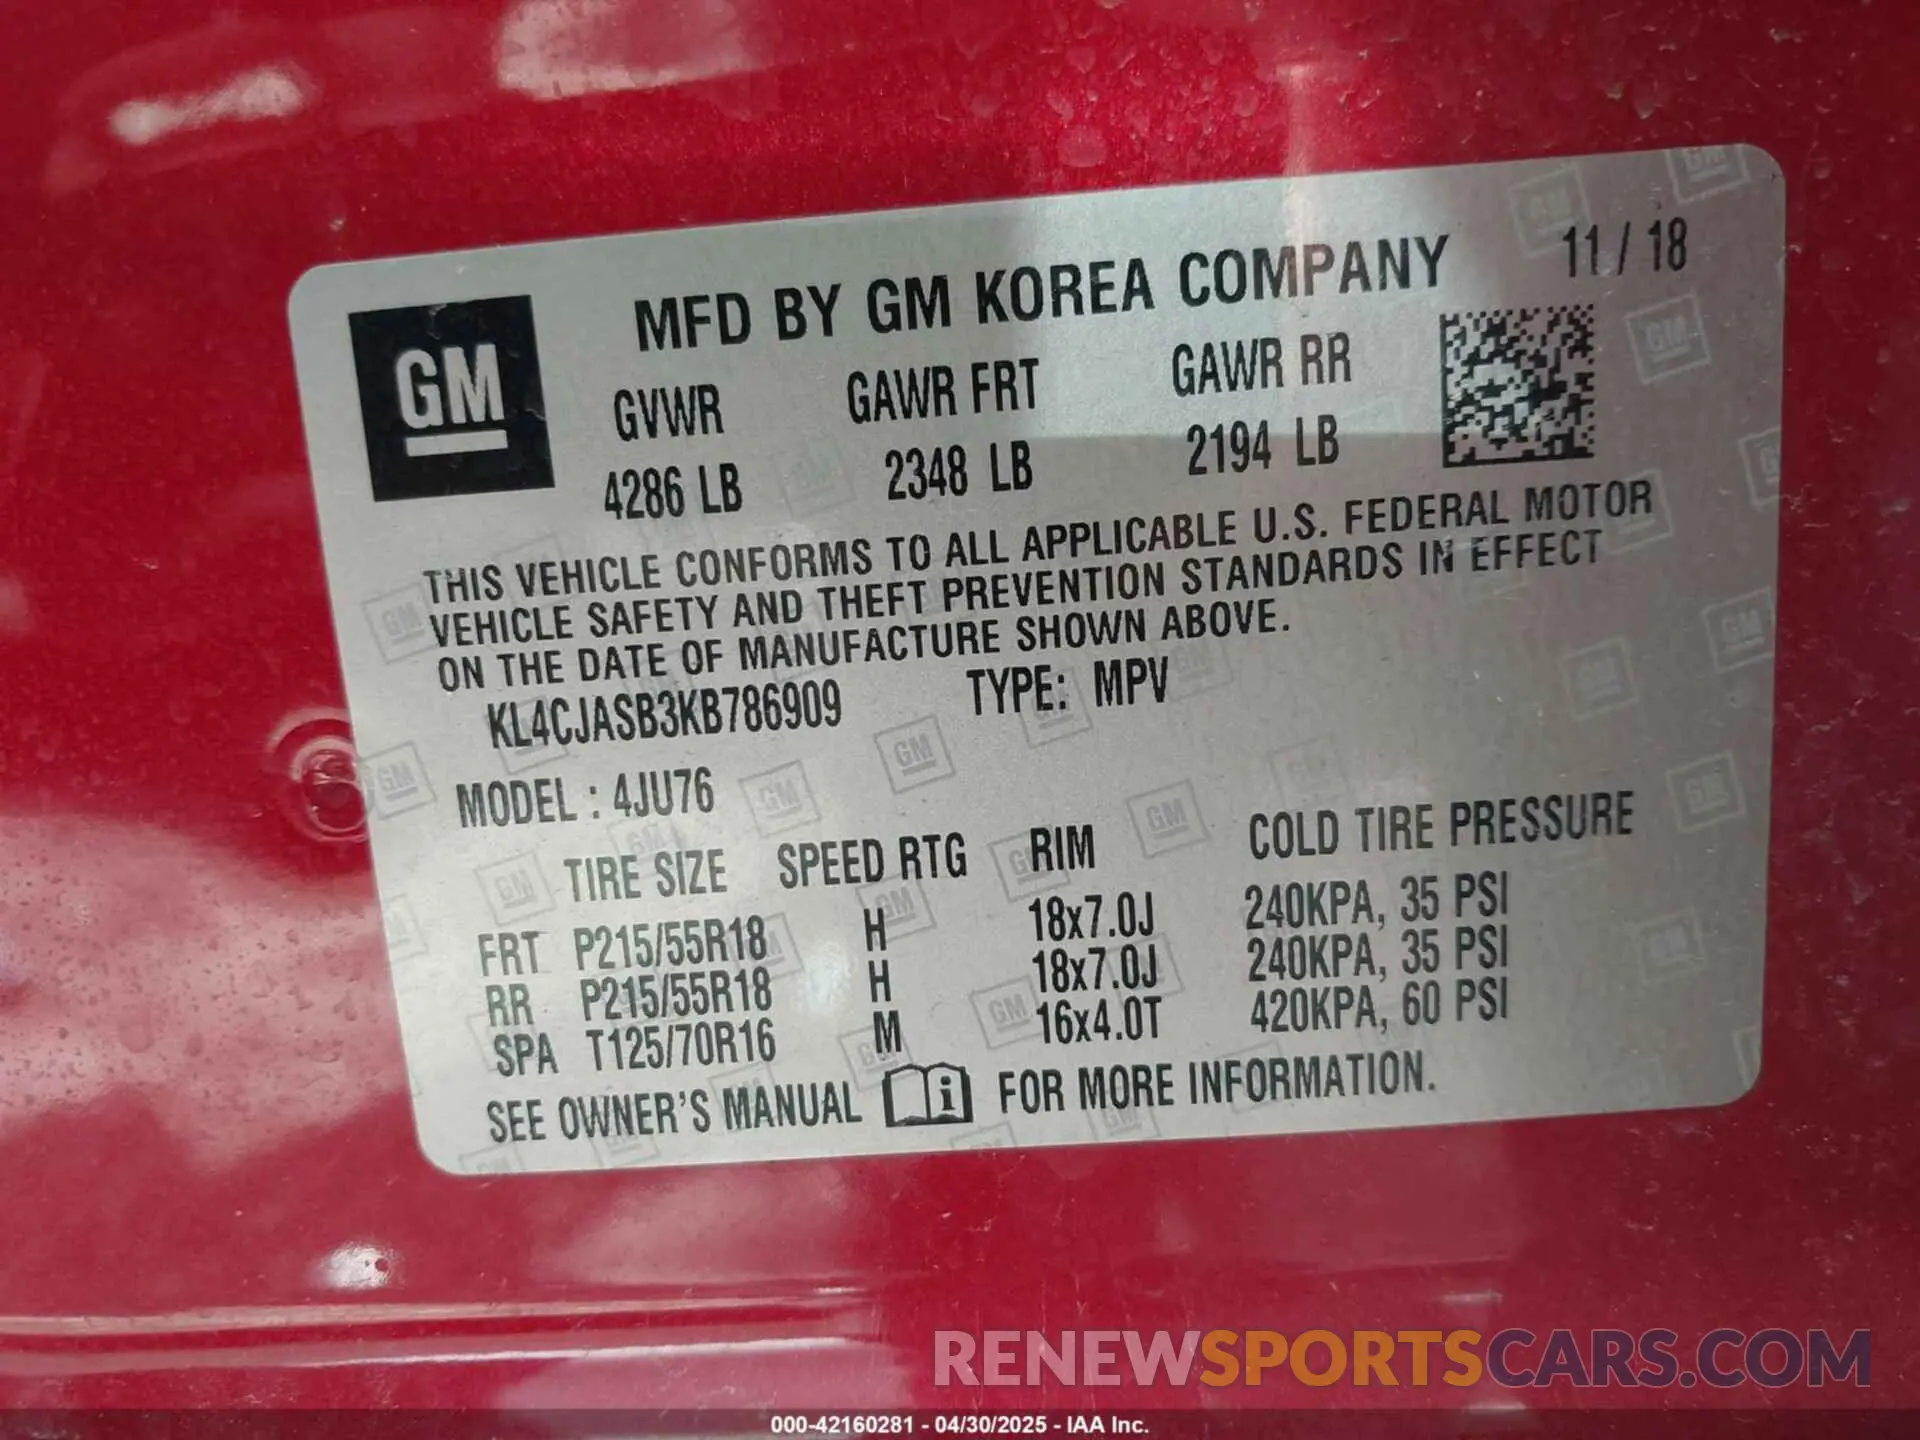 MFD BY GM KOREA COMPANY 11 / 18
GM
GVWR GAWR FRT GAWR RR
4286 LB 2348 LB 2194 LB
THIS VEHICLE CONFORMS TO ALL APPLICABLE U.S. FEDERAL MOTOR
VEHICLE SAFETY AND THEFT PREVENTION STANDARDS IN EFFECT
ON THE DATE OF MANUFACTURE SHOWN ABOVE.
KL4CJASB3KB786909 TYPE: MPV
MODEL : 4JU76
TIRE SIZE SPEED RTG RIM COLD TIRE PRESSURE
FRT P215/55R18 H 18x7.0J 240KPA, 35 PSI
RR P215/55R18 H 18x7.0J 240KPA, 35 PSI
SPA T125/70R16 M 16x4.0T 420KPA, 60 PSI
SEE OWNER'S MANUAL i FOR MORE INFORMATION.
RENEWSPORTSCARS.COM
000-42160281 - 04/30/2025 - IAA Inc.